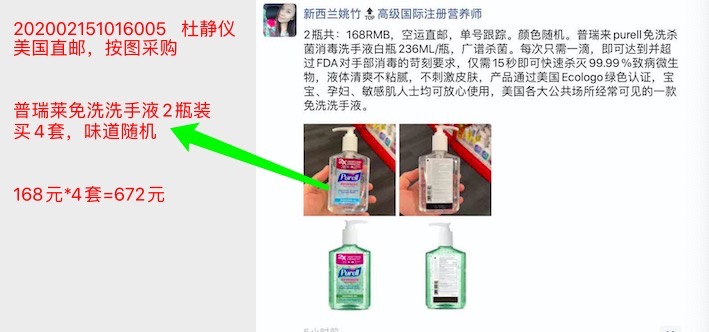 202002151016005 杜静仪
美国直邮，按图采购
普瑞莱免洗洗手液2瓶装
买4套，味道随机
168元*4套=672元
新西兰姚竹🔝高级国际注册营养师
2瓶共：168RMB，空运直邮，单号跟踪。颜色随机。普瑞来purell免洗杀
菌消毒洗手液白瓶236ML/瓶，广谱杀菌。每次只需一滴，即可达到并超
过FDA对手部消毒的苛刻要求，仅需15秒即可快速杀灭99.99%致病微生
物，液体清爽不粘腻，不刺激皮肤，产品通过美国Ecologo绿色认证，宝
宝、孕妇、敏感肌人士均可放心使用，美国各大公共场所经常可见的一款
免洗洗手液。
2X
Purell
2X
Purell